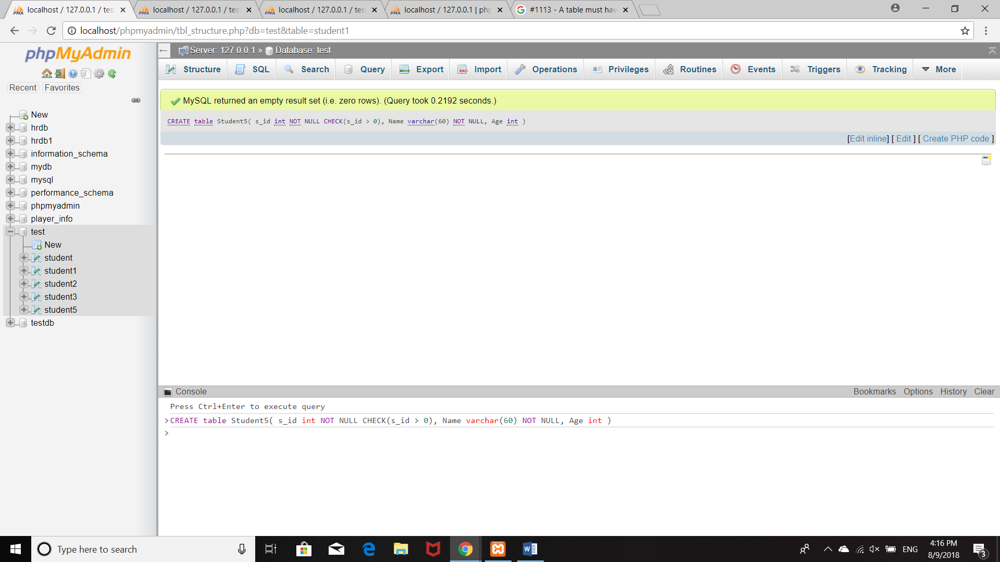 localhost / 127.0.0.1 / tes
localhost / 127.0.0.1 / tes
localhost / 127.0.0.1 / tes
localhost / 127.0.0.1 | php
#1113 - A table must hav
localhost/phpmyadmin/tbl_structure.php?db=test&table=student1
phpMyAdmin
Recent Favorites
New
hrdb
hrdb1
information_schema
mydb
mysql
performance_schema
phpmyadmin
player_info
test
New
student
student1
student2
student3
student5
testdb
Server: 127.0.0.1 » Database: test
Structure SQL Search Query Export Import Operations Privileges Routines Events Triggers Tracking More
MySQL returned an empty result set (i.e. zero rows). (Query took 0.2192 seconds.)
CREATE table Student5( s_id int NOT NULL CHECK(s_id > 0), Name varchar(60) NOT NULL, Age int )
[Edit inline] [ Edit ] [ Create PHP code ]
Console Bookmarks Options History Clear
Press Ctrl+Enter to execute query
>CREATE table Student5( s_id int NOT NULL CHECK(s_id > 0), Name varchar(60) NOT NULL, Age int )
>
Type here to search
ENG
4:16 PM
8/9/2018
3